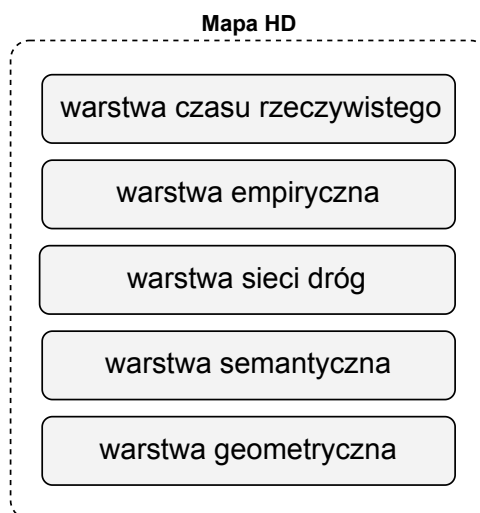 Mapa HD
warstwa czasu rzeczywistego
warstwa empiryczna
warstwa sieci dróg
warstwa semantyczna
warstwa geometryczna